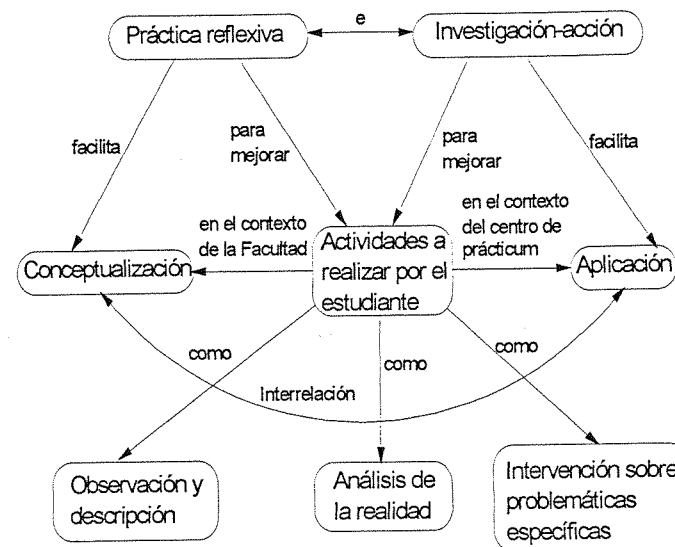 Práctica reflexiva
e
Investigación-acción
facilita
para
mejorar
para
mejorar
facilita
en el contexto
de la Facultad
Actividades a
realizar por el
estudiante
en el contexto
del centro de
prácticum
Conceptualización
Aplicación
como
como
como
Interrelación
Observación y
descripción
Análisis de
la realidad
Intervención sobre
problemáticas
específicas